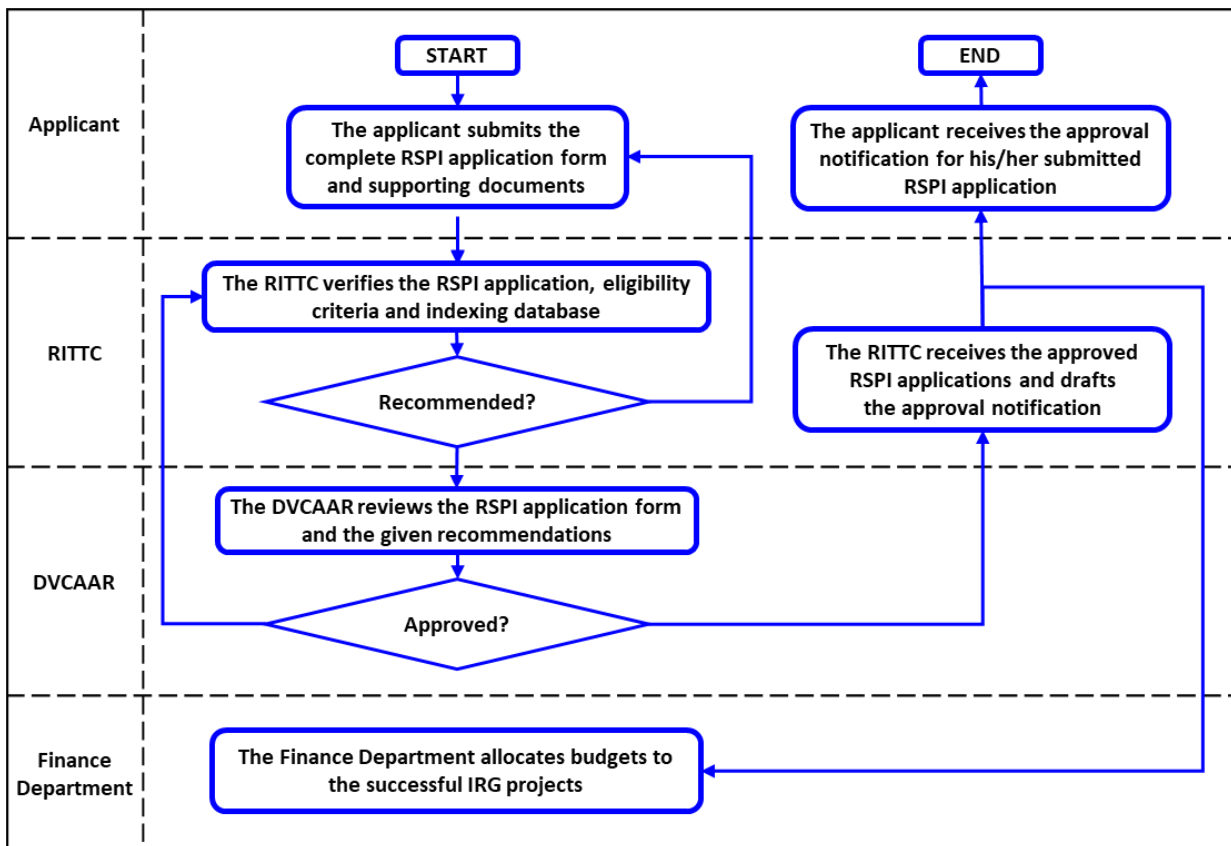 Applicant
START
The applicant submits the
complete RSPI application form
and supporting documents
END
The applicant receives the approval
notification for his/her submitted
RSPI application
RITTC
The RITTC verifies the RSPI application, eligibility
criteria and indexing database
Recommended?
The RITTC receives the approved
RSPI applications and drafts
the approval notification
DVCAAR
The DVCAAR reviews the RSPI application form
and the given recommendations
Approved?
Finance
Department
The Finance Department allocates budgets to
the successful IRG projects